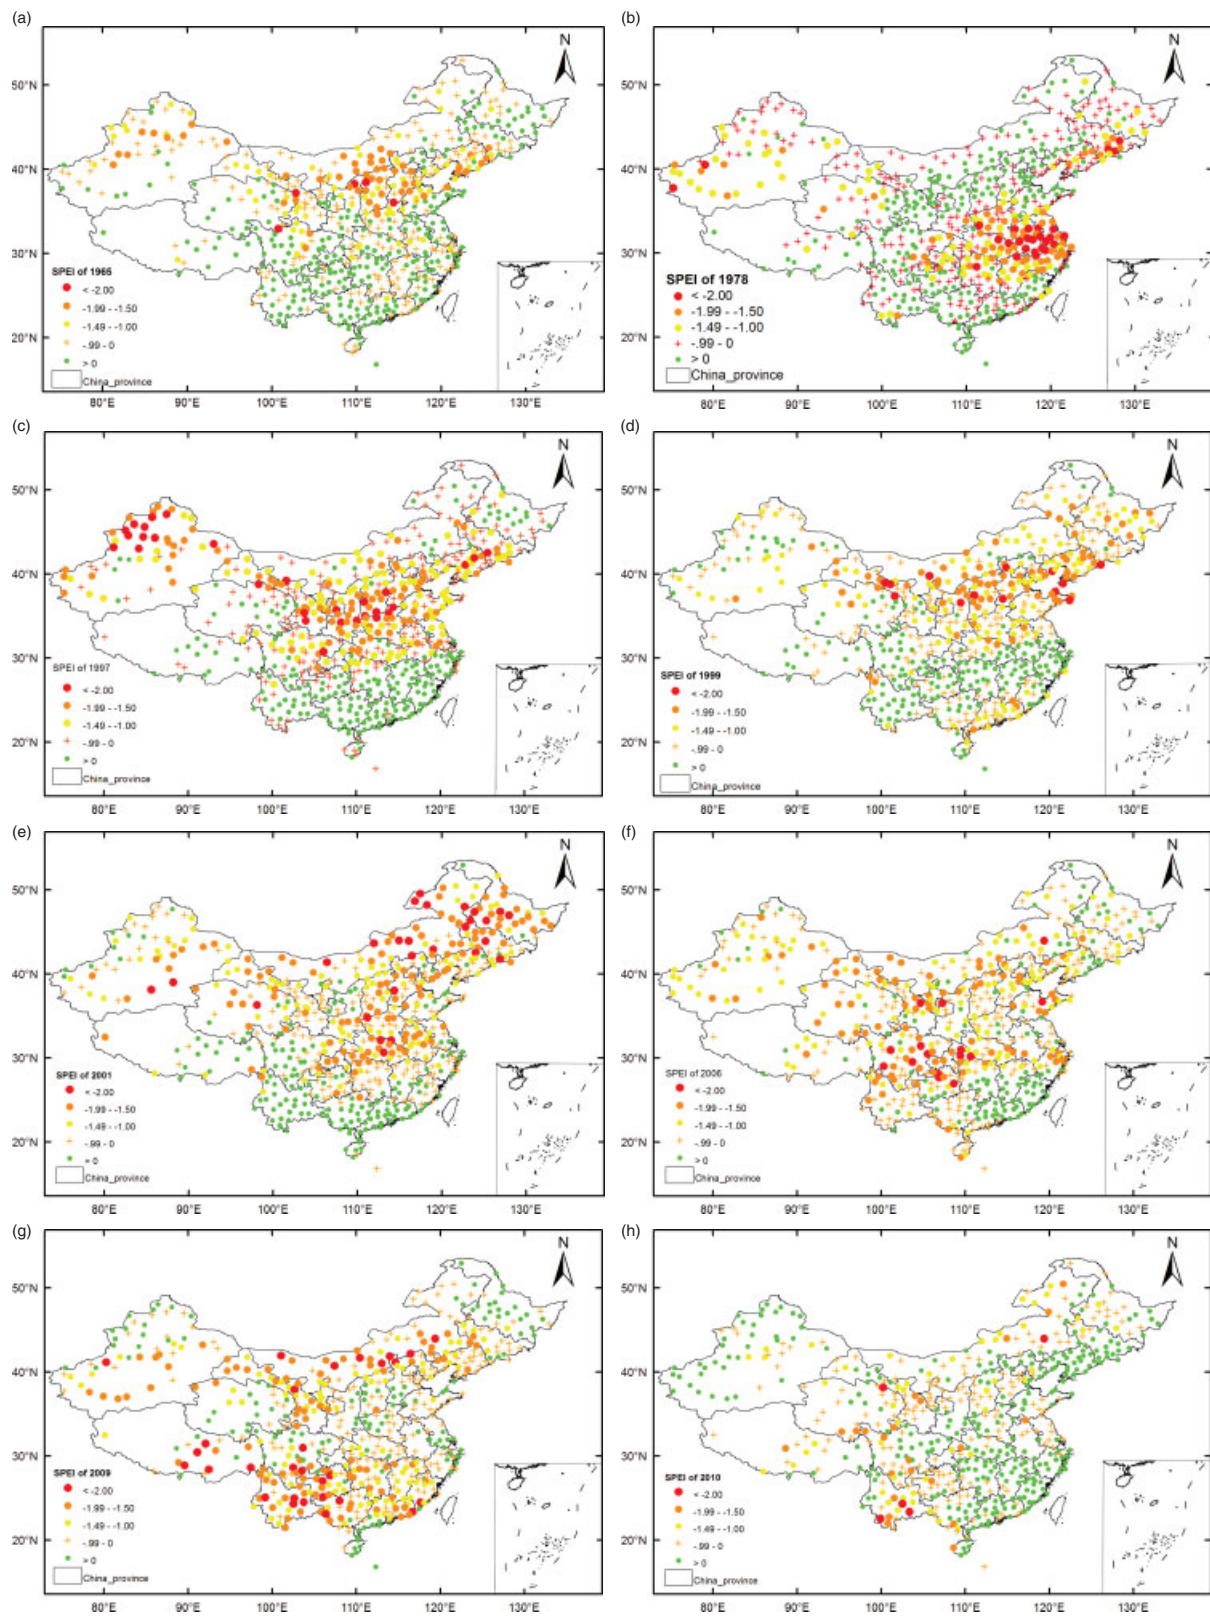 (a)
N
50°N
40°N
30°N
20°N
SPEI of 1965
< -2.00
-1.99 - -1.50
-1.49 - -1.00
-.99 - 0
> 0
China_province
80°E 90°E 100°E 110°E 120°E 130°E
(b)
N
50°N
40°N
30°N
20°N
SPEI of 1978
< -2.00
-1.99 - -1.50
-1.49 - -1.00
-.99 - 0
> 0
China_province
80°E 90°E 100°E 110°E 120°E 130°E
(c)
N
50°N
40°N
30°N
20°N
SPEI of 1997
< -2.00
-1.99 - -1.50
-1.49 - -1.00
-.99 - 0
> 0
China_province
80°E 90°E 100°E 110°E 120°E 130°E
(d)
N
50°N
40°N
30°N
20°N
SPEI of 1999
< -2.00
-1.99 - -1.50
-1.49 - -1.00
-.99 - 0
> 0
China_province
80°E 90°E 100°E 110°E 120°E 130°E
(e)
N
50°N
40°N
30°N
20°N
SPEI of 2001
< -2.00
-1.99 - -1.50
-1.49 - -1.00
-.99 - 0
> 0
China_province
80°E 90°E 100°E 110°E 120°E 130°E
(f)
N
50°N
40°N
30°N
20°N
SPEI of 2006
< -2.00
-1.99 - -1.50
-1.49 - -1.00
-.99 - 0
> 0
China_province
80°E 90°E 100°E 110°E 120°E 130°E
(g)
N
50°N
40°N
30°N
20°N
SPEI of 2009
< -2.00
-1.99 - -1.50
-1.49 - -1.00
-.99 - 0
> 0
China_province
80°E 90°E 100°E 110°E 120°E 130°E
(h)
N
50°N
40°N
30°N
20°N
SPEI of 2010
< -2.00
-1.99 - -1.50
-1.49 - -1.00
-.99 - 0
> 0
China_province
80°E 90°E 100°E 110°E 120°E 130°E